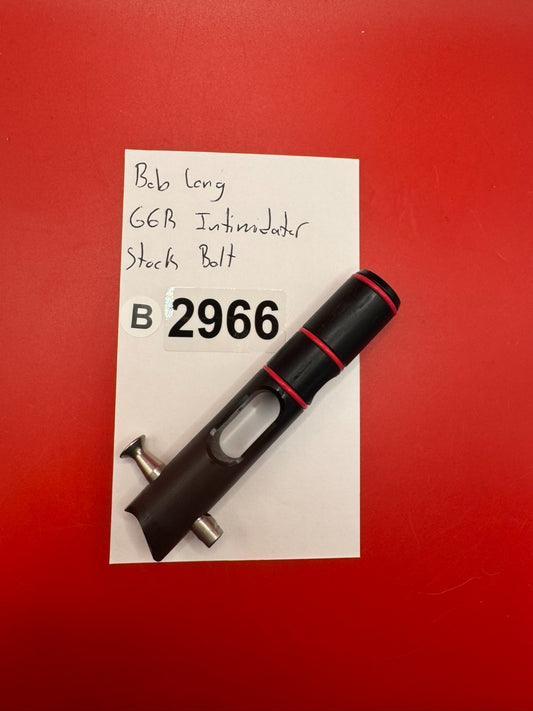 Bob Long
G6R Intimidator
Stock Bolt
B 2966